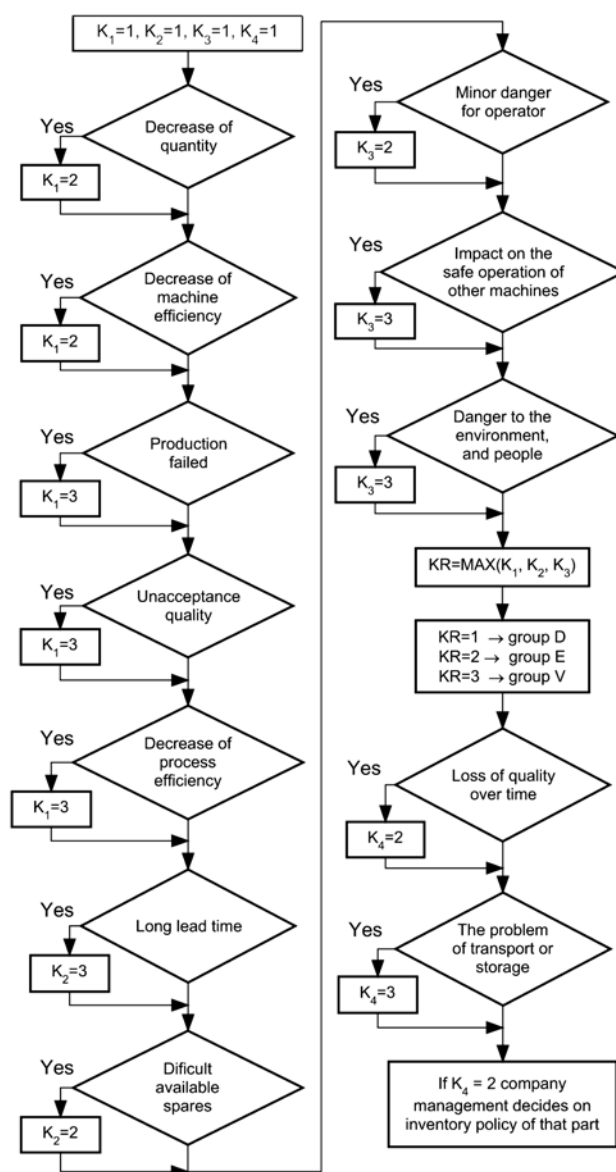 K₁=1, K₂=1, K₃=1, K₄=1
Yes
Decrease of
quantity
K₁=2
Yes
Decrease of
machine
efficiency
K₁=2
Yes
Production
failed
K₁=3
Yes
Unacceptance
quality
K₁=3
Yes
Decrease of
process
efficiency
K₁=3
Yes
Long lead time
K₂=3
Yes
Dificult
available
spares
K₂=2
Yes
Minor danger
for operator
K₃=2
Yes
Impact on the
safe operation of
other machines
K₃=3
Yes
Danger to the
environment,
and people
K₃=3
KR=MAX(K₁, K₂, K₃)
KR=1 → group D
KR=2 → group E
KR=3 → group V
Yes
Loss of quality
over time
K₄=2
Yes
The problem
of transport or
storage
K₄=3
If K₄ = 2 company
management decides on
inventory policy of that part